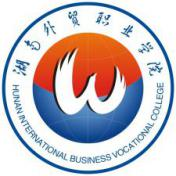 湖南外贸职业学院
HUNAN INTERNATIONAL BUSINESS VOCATIONAL COLLEGE